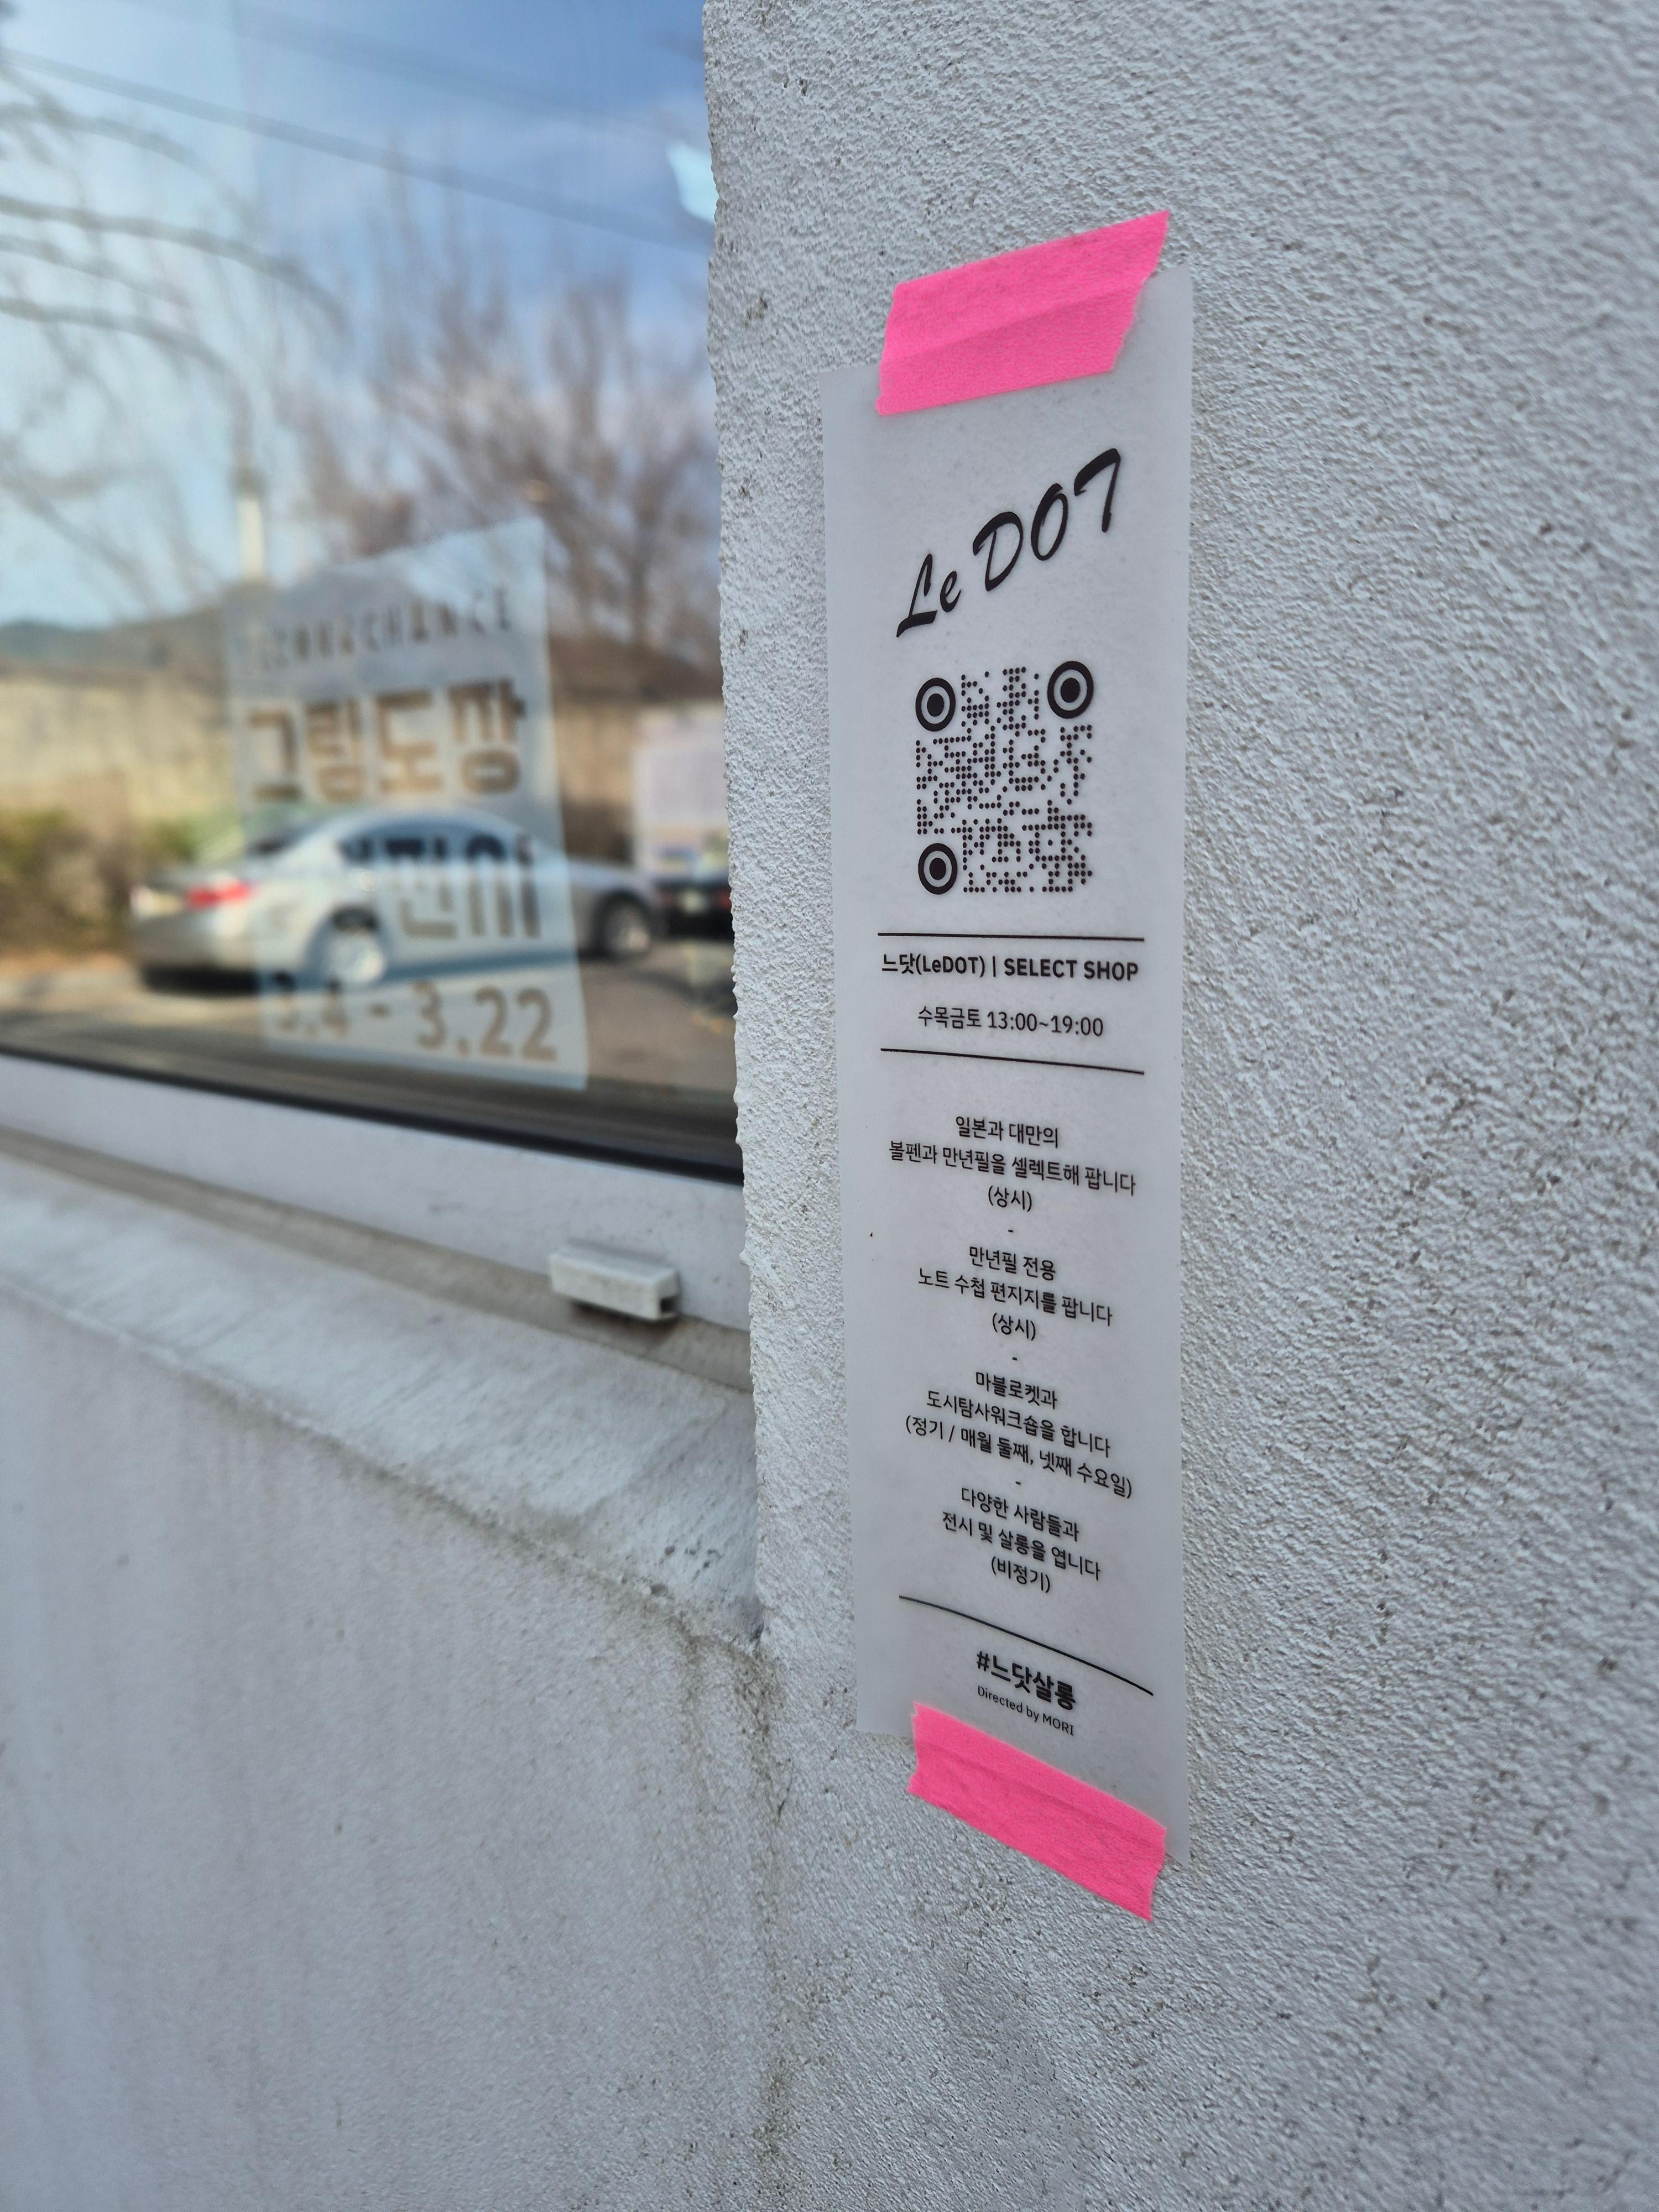 Le DOT
느닷(LeDOT) | SELECT SHOP
수목금토 13:00~19:00
일본과 대만의
볼펜과 만년필을 셀렉트해 팝니다
(상시)
-
만년필 전용
노트 수첩 편지지를 팝니다
(상시)
-
마블로켓과
도시탐사워크숍을 합니다
(정기 / 매월 둘째, 넷째 수요일)
-
다양한 사람들과
전시 및 살롱을 엽니다
(비정기)
#느닷살롱
Directed by MORI
그림도깡
3.4 - 3.22